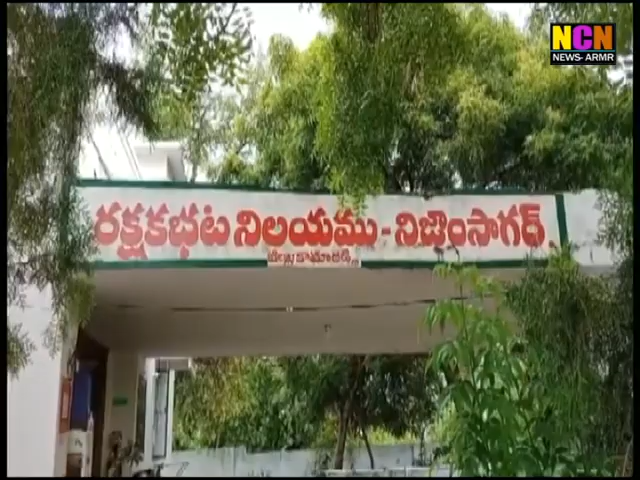 NCN
NEWS- ARMR
రక్షకభట నిలయము - నిజాంసాగర్.
జిల్లా కామారెడ్డి